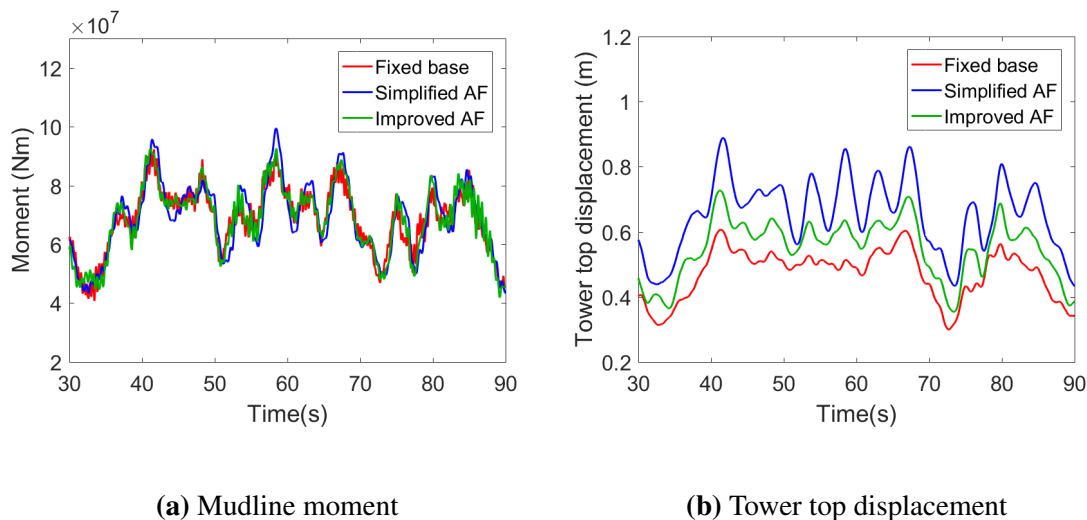 ×10⁷
12
10
8
6
4
2
Moment (Nm)
Fixed base
Simplified AF
Improved AF
30 40 50 60 70 80 90
Time(s)
1.2
1
0.8
0.6
0.4
0.2
Tower top displacement (m)
Fixed base
Simplified AF
Improved AF
30 40 50 60 70 80 90
Time(s)
(a) Mudline moment
(b) Tower top displacement